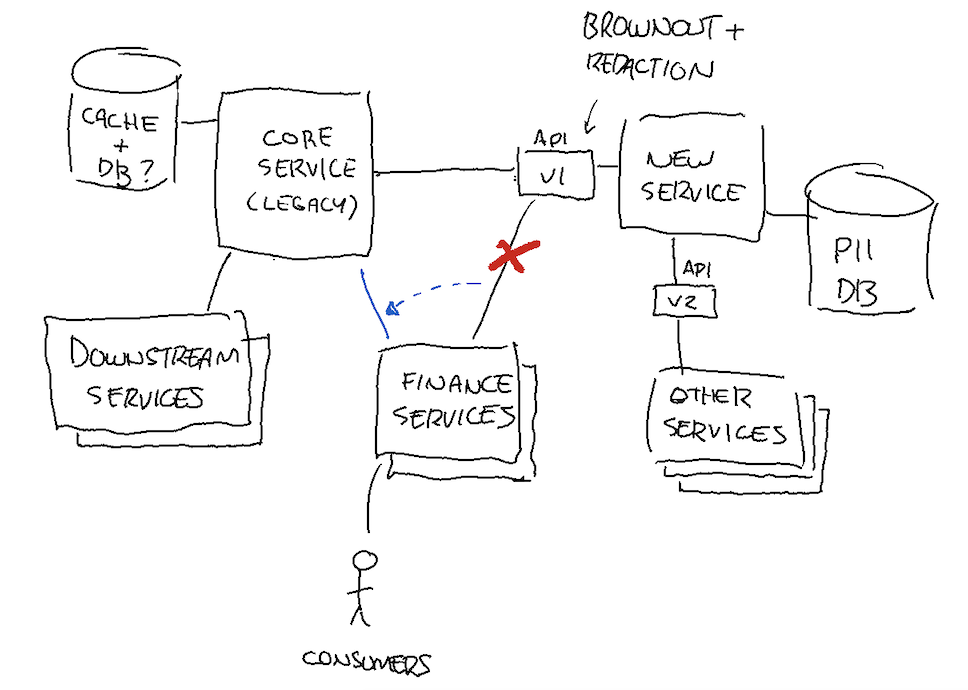 BROWNOUT +
REDACTION
CACHE
+
DB?
CORE
SERVICE
(LEGACY)
API
V1
NEW
SERVICE
PII
DB
API
V2
DOWNSTREAM
SERVICES
FINANCE
SERVICES
OTHER
SERVICES
CONSUMERS